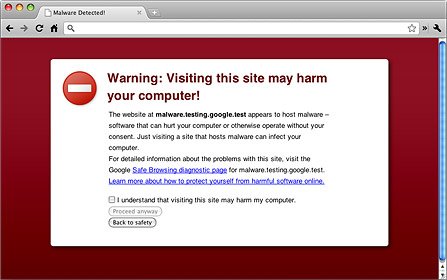 Malware Detected!
Warning: Visiting this site may harm
your computer!
The website at malware.testing.google.test appears to host malware –
software that can hurt your computer or otherwise operate without your
consent. Just visiting a site that hosts malware can infect your
computer.
For detailed information about the problems with this site, visit the
Google Safe Browsing diagnostic page for malware.testing.google.test.
Learn more about how to protect yourself from harmful software online.
I understand that visiting this site may harm my computer.
Proceed anyway
Back to safety